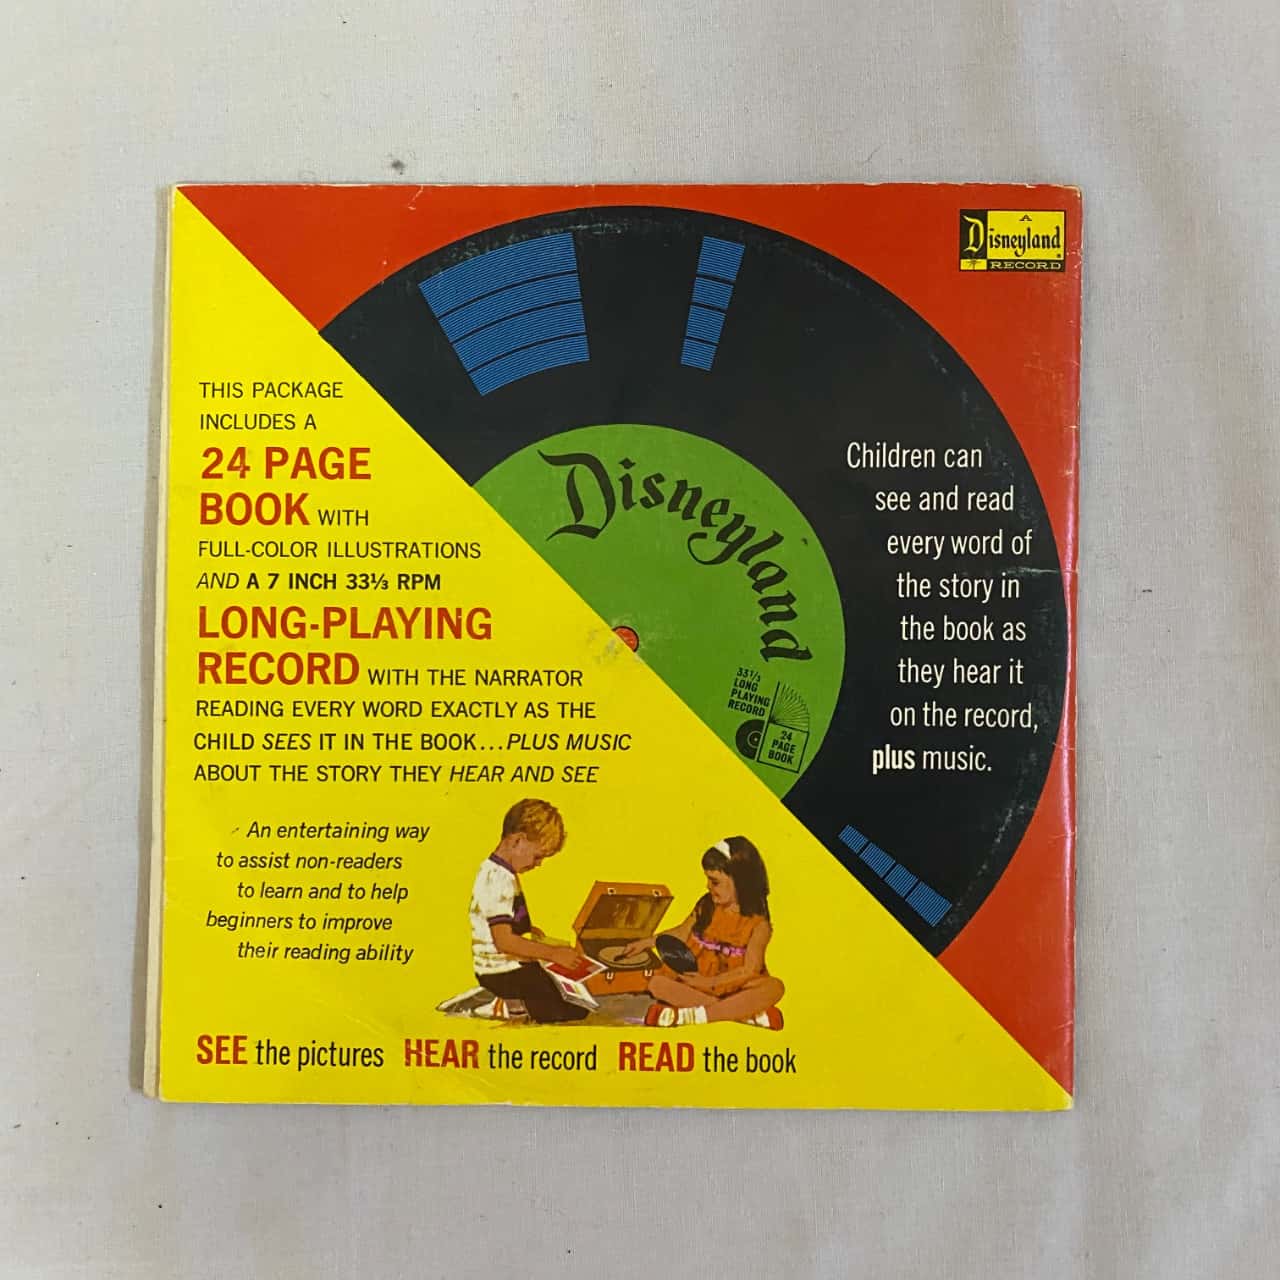 A
Disneyland
RECORD
THIS PACKAGE
INCLUDES A
24 PAGE
BOOK WITH
FULL-COLOR ILLUSTRATIONS
AND A 7 INCH 33⅓ RPM
LONG-PLAYING
RECORD WITH THE NARRATOR
READING EVERY WORD EXACTLY AS THE
CHILD SEES IT IN THE BOOK...PLUS MUSIC
ABOUT THE STORY THEY HEAR AND SEE
An entertaining way
to assist non-readers
to learn and to help
beginners to improve
their reading ability
SEE the pictures HEAR the record READ the book
Disneyland
33⅓
LONG
PLAYING
RECORD
24
PAGE
BOOK
Children can
see and read
every word of
the story in
the book as
they hear it
on the record,
plus music.